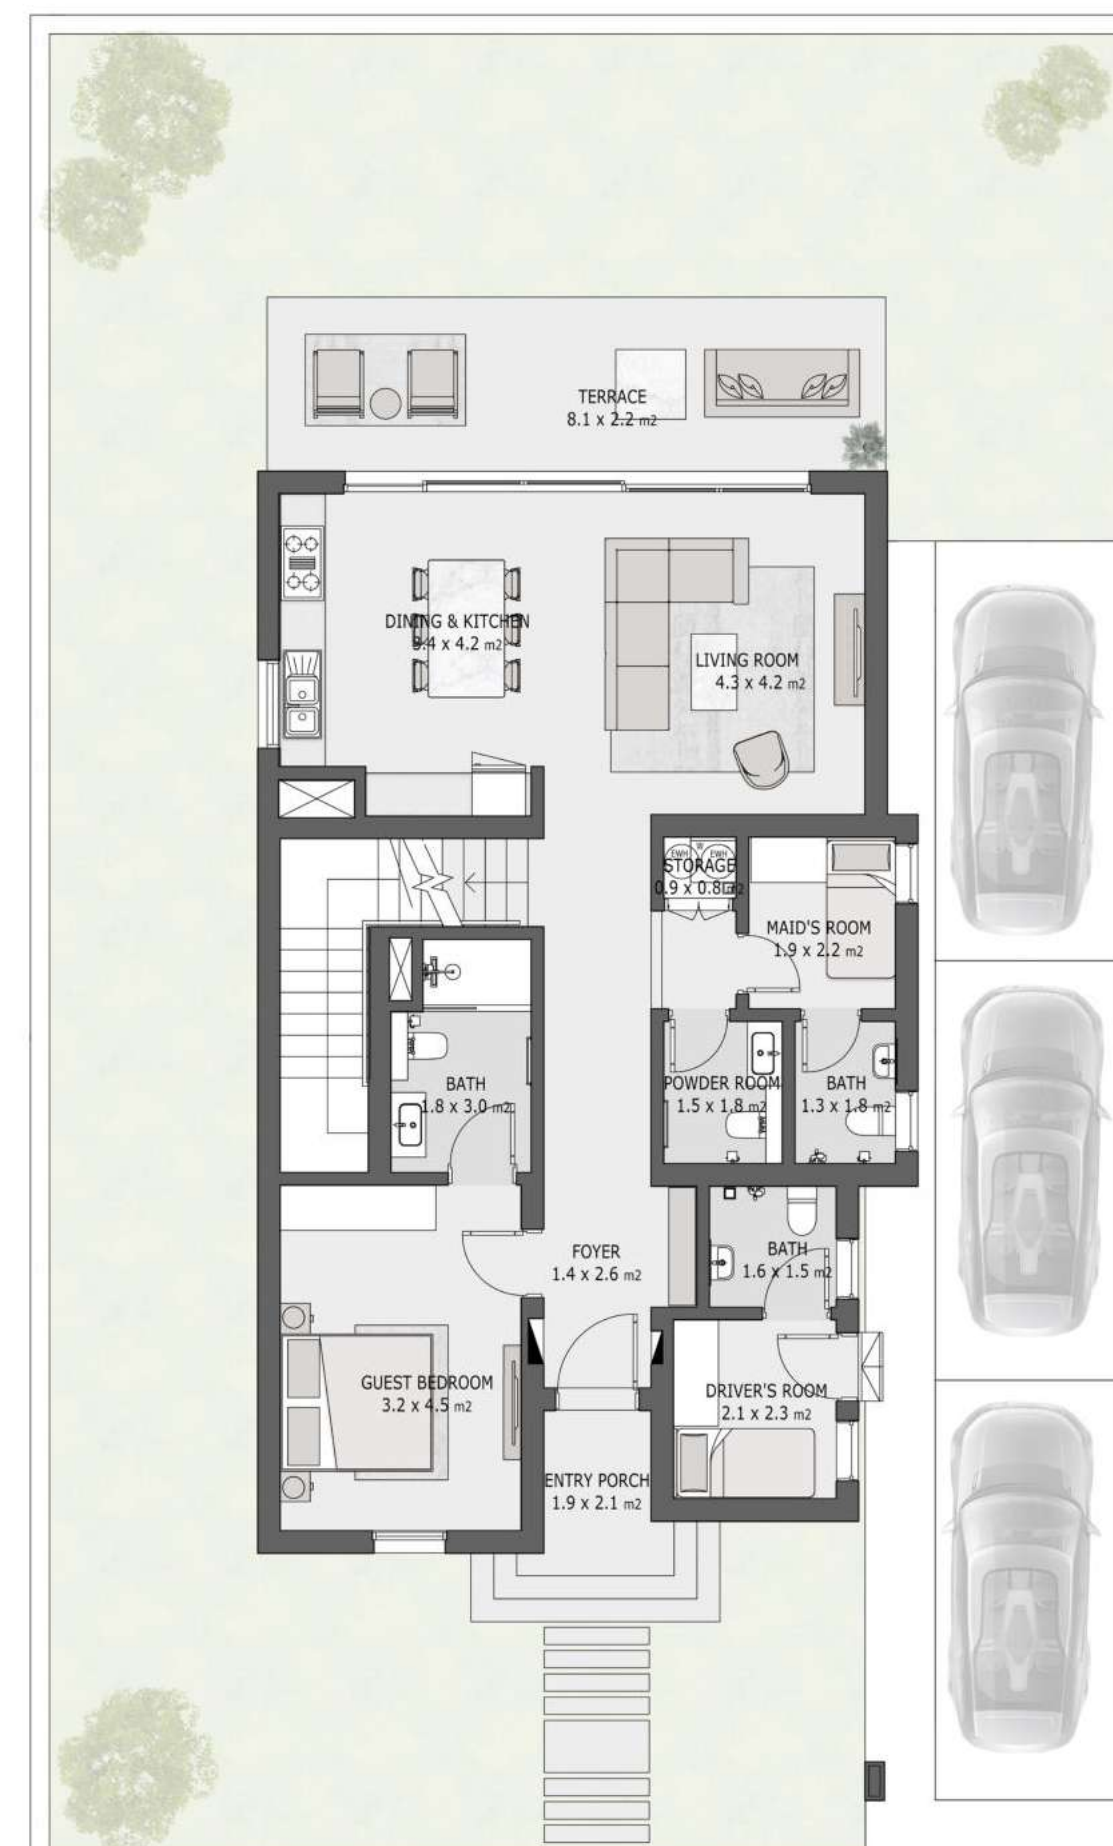 TERRACE
8.1 x 2.2 m2
DINING & KITCHEN
3.4 x 4.2 m2
LIVING ROOM
4.3 x 4.2 m2
W
EWH EWH
STORAGE
0.9 x 0.8 m2
MAID'S ROOM
1.9 x 2.2 m2
BATH
1.8 x 3.0 m2
POWDER ROOM
1.5 x 1.8 m2
BATH
1.3 x 1.8 m2
FOYER
1.4 x 2.6 m2
BATH
1.6 x 1.5 m2
GUEST BEDROOM
3.2 x 4.5 m2
DRIVER'S ROOM
2.1 x 2.3 m2
ENTRY PORCH
1.9 x 2.1 m2